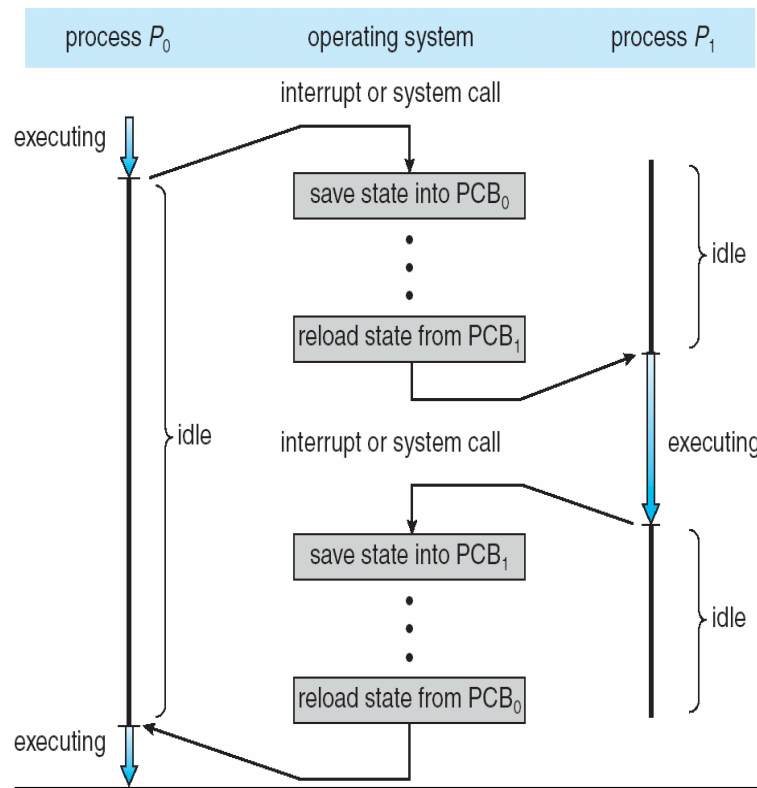 process P₀ operating system process P₁
interrupt or system call
executing
save state into PCB₀
idle
reload state from PCB₁
idle
interrupt or system call
executing
save state into PCB₁
idle
reload state from PCB₀
executing